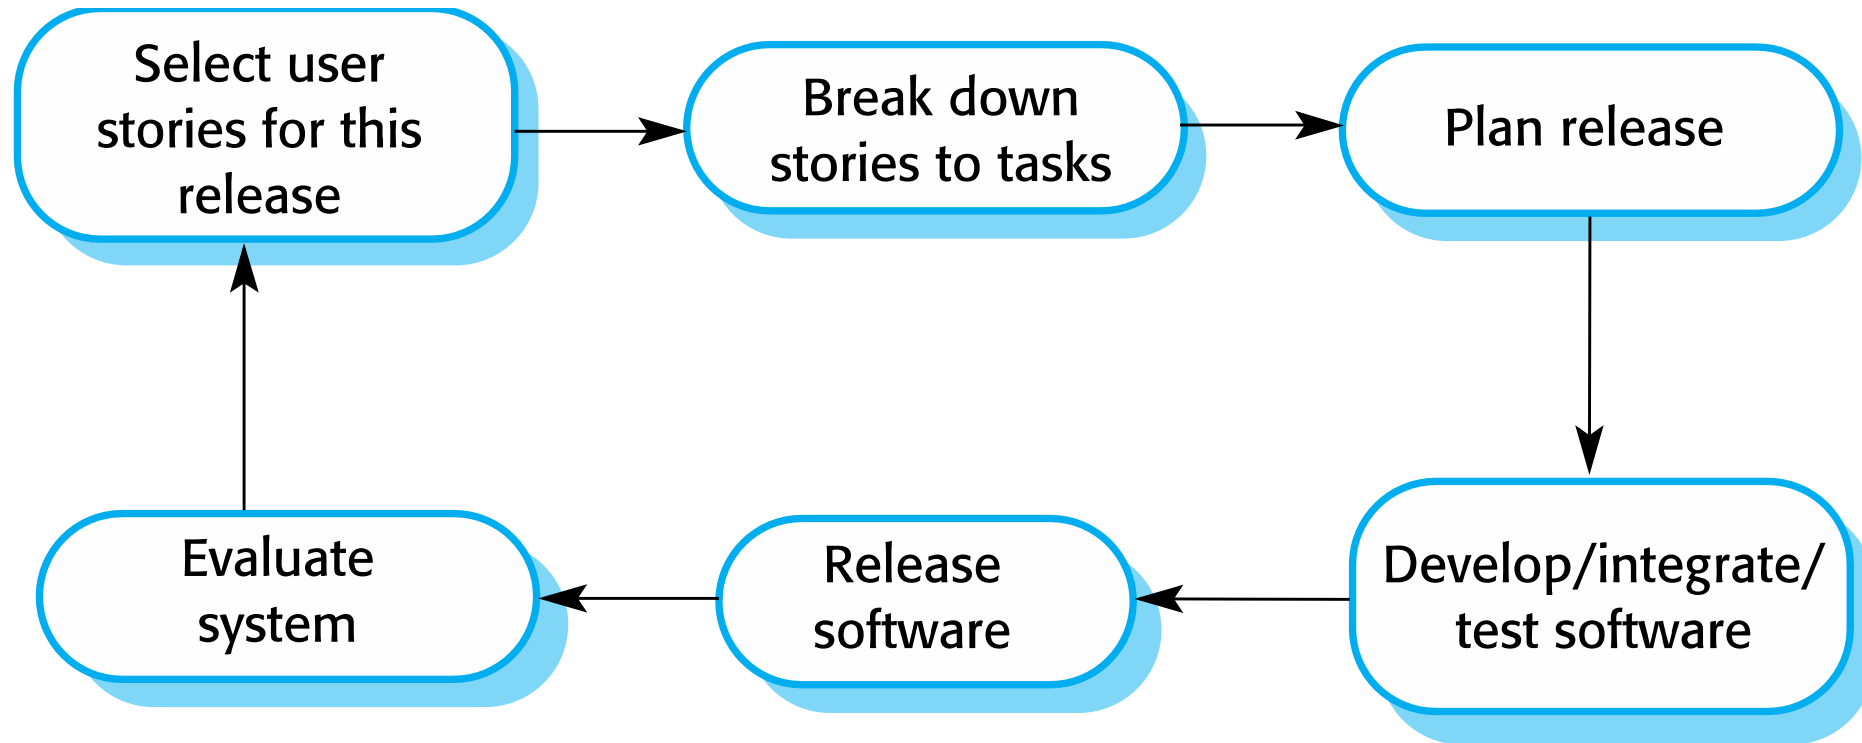 Select user
stories for this
release
Break down
stories to tasks
Plan release
Evaluate
system
Release
software
Develop/integrate/
test software